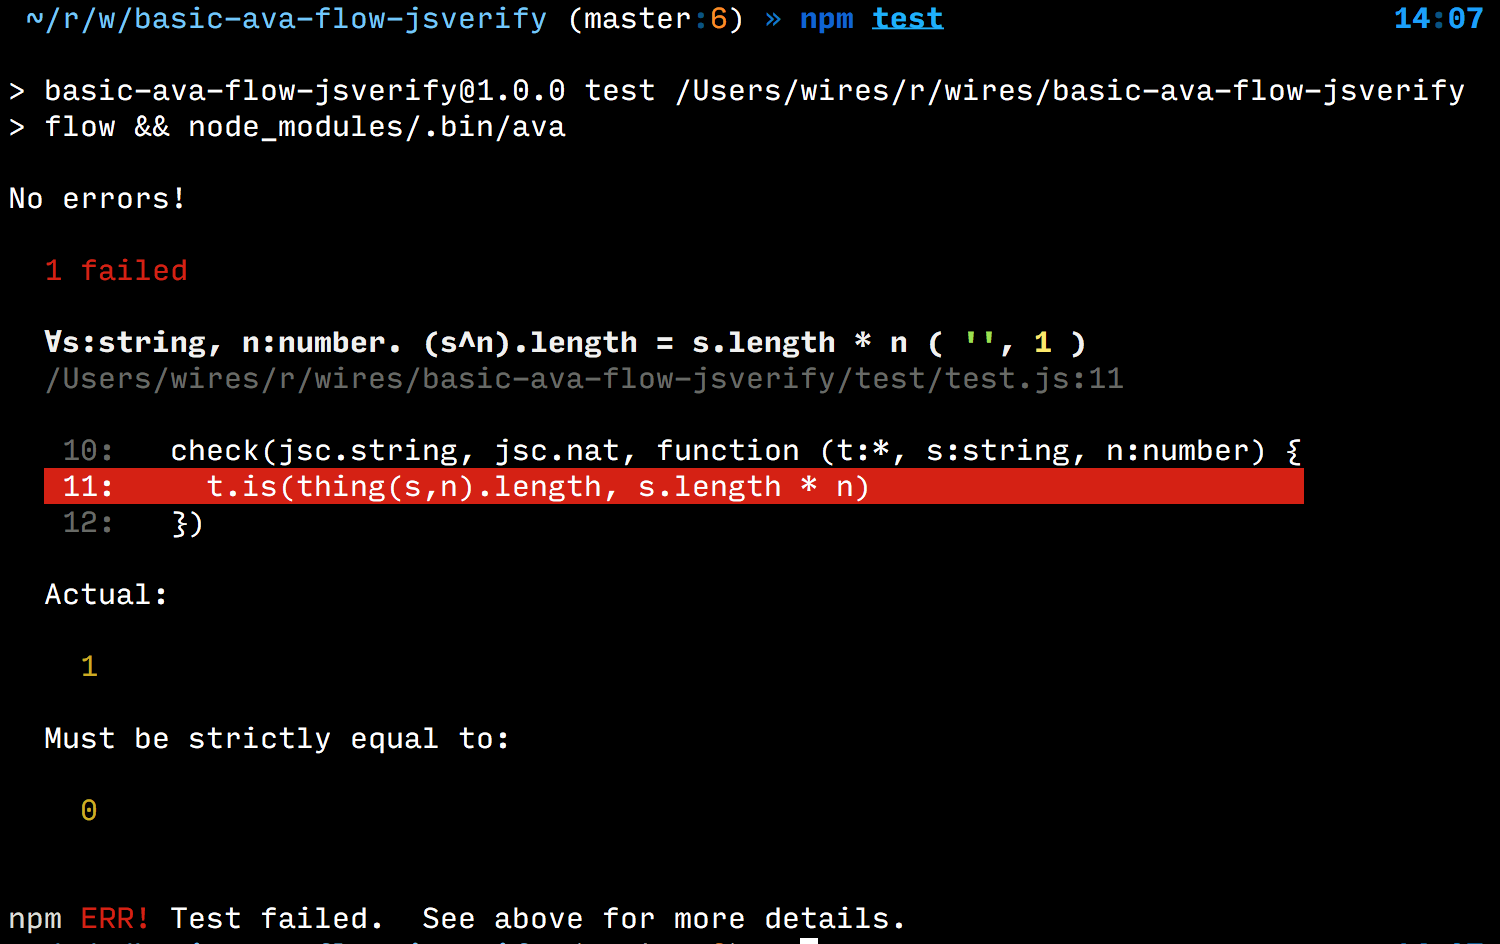 ~/r/w/basic-ava-flow-jsverify (master:6) » npm test 14:07
> basic-ava-flow-jsverify@1.0.0 test /Users/wires/r/wires/basic-ava-flow-jsverify
> flow && node_modules/.bin/ava
No errors!
1 failed
∀s:string, n:number. (s^n).length = s.length * n ( '', 1 )
/Users/wires/r/wires/basic-ava-flow-jsverify/test/test.js:11
10: check(jsc.string, jsc.nat, function (t:*, s:string, n:number) {
11: t.is(thing(s,n).length, s.length * n)
12: })
Actual:
1
Must be strictly equal to:
0
npm ERR! Test failed. See above for more details.